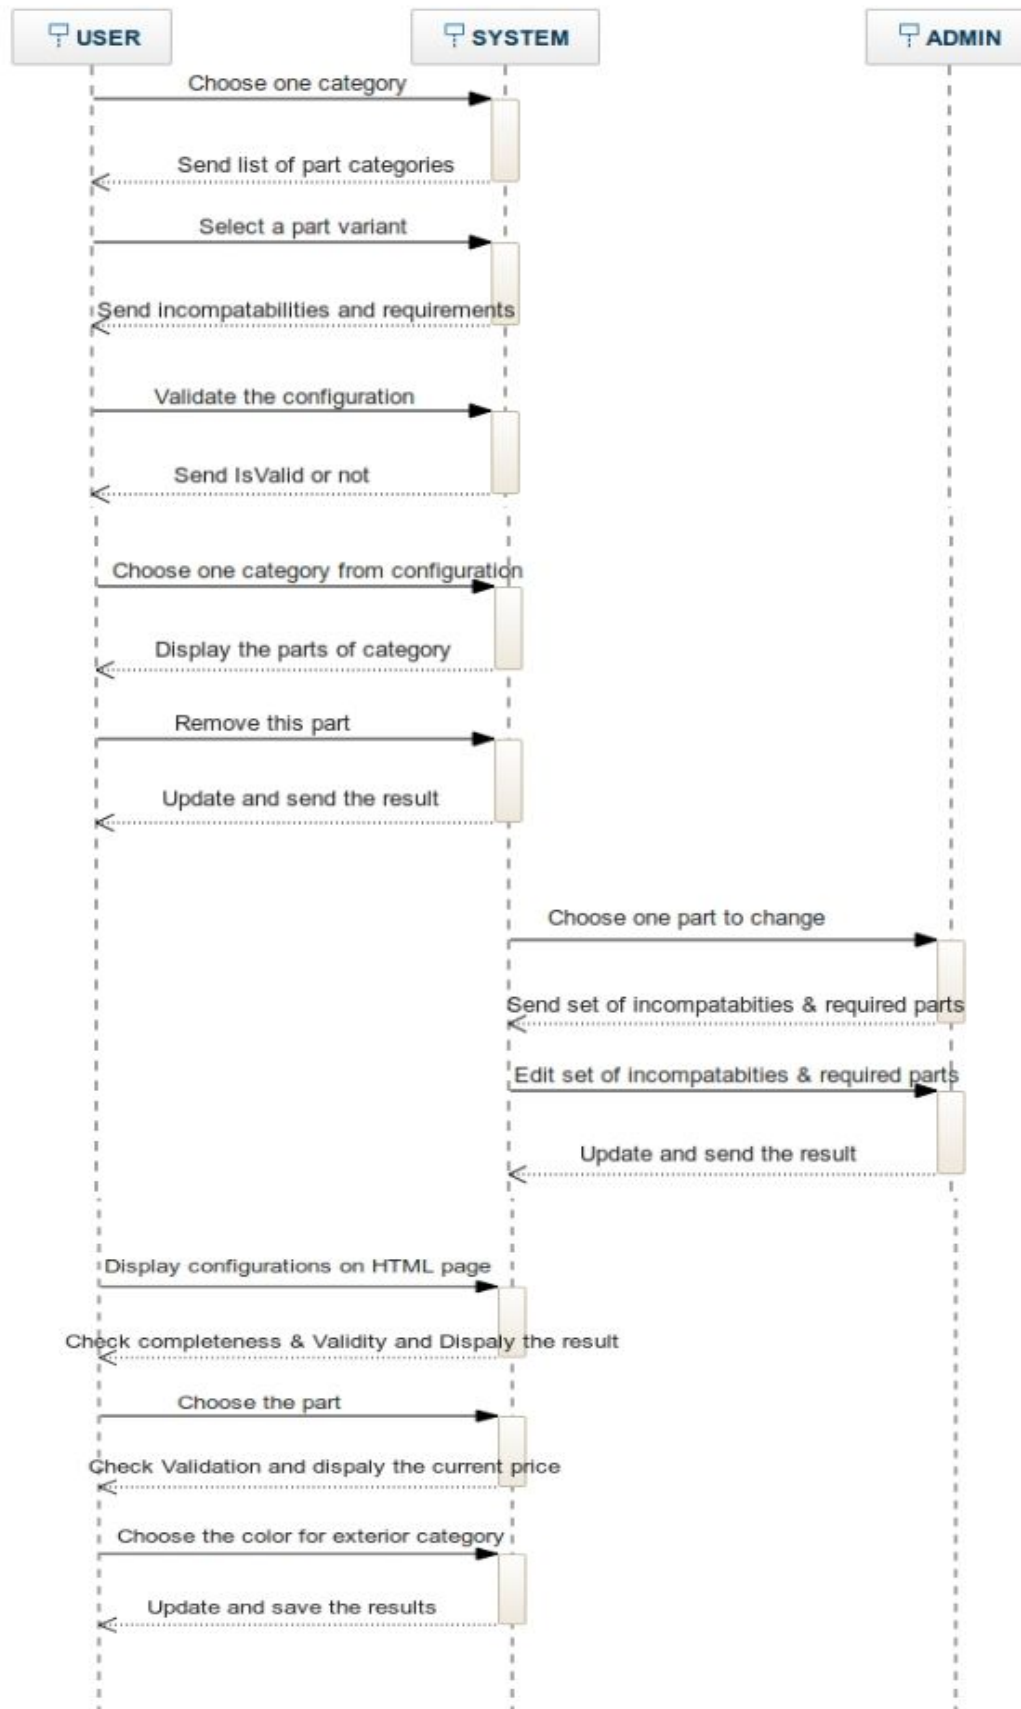 USER
SYSTEM
ADMIN
Choose one category
Send list of part categories
Select a part variant
Send incompatabilities and requirements
Validate the configuration
Send IsValid or not
Choose one category from configuration
Display the parts of category
Remove this part
Update and send the result
Choose one part to change
Send set of incompatabities & required parts
Edit set of incompatabities & required parts
Update and send the result
Display configurations on HTML page
Check completeness & Validity and Dispaly the result
Choose the part
Check Validation and dispaly the current price
Choose the color for exterior category
Update and save the results